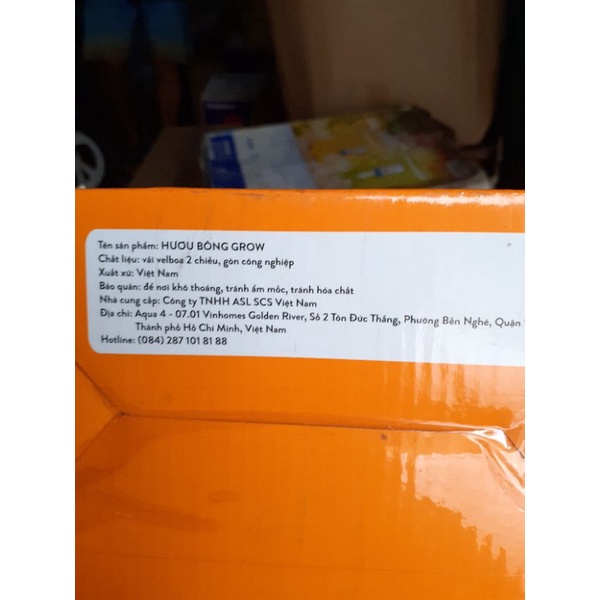 Tên sản phẩm: HƯƠU BÔNG GROW
Chất liệu: vải velboa 2 chiều, gòn công nghiệp
Xuất xứ: Việt Nam
Bảo quản: để nơi khô thoáng, tránh ẩm mốc, tránh hóa chất
Nhà cung cấp: Công ty TNHH ASL SCS Việt Nam
Địa chỉ: Aqua 4 - 07.01 Vinhomes Golden River, Số 2 Tôn Đức Thắng, Phường Bến Nghé, Quận
Thành phố Hồ Chí Minh, Việt Nam
Hotline: (084) 287 101 81 88